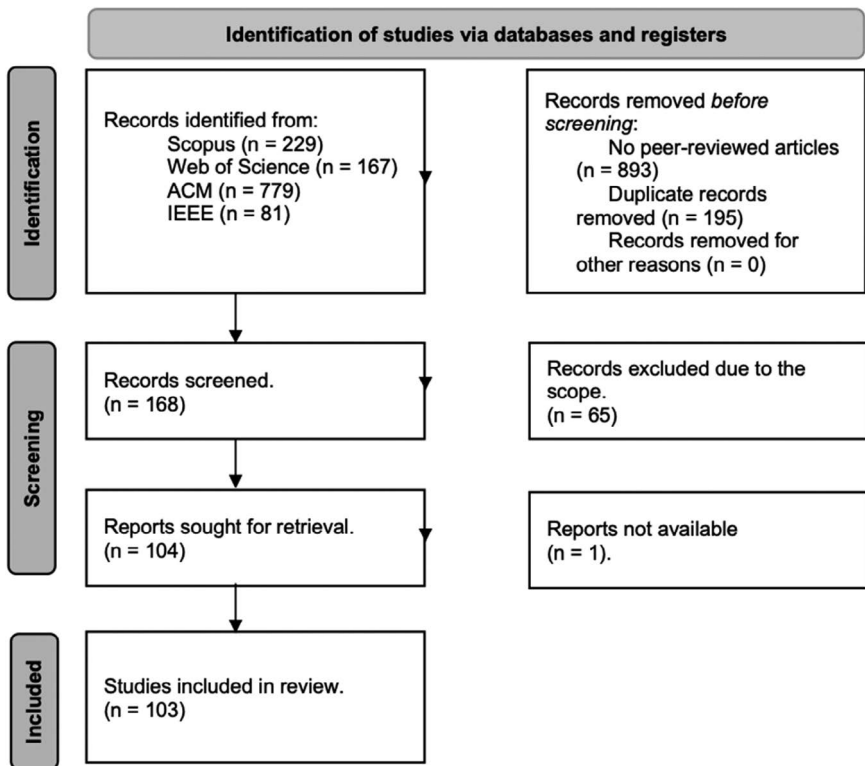 Identification of studies via databases and registers
Identification
Records identified from:
Scopus (n = 229)
Web of Science (n = 167)
ACM (n = 779)
IEEE (n = 81)
Records removed before
screening:
No peer-reviewed articles
(n = 893)
Duplicate records
removed (n = 195)
Records removed for
other reasons (n = 0)
Screening
Records screened.
(n = 168)
Records excluded due to the
scope.
(n = 65)
Reports sought for retrieval.
(n = 104)
Reports not available
(n = 1).
Included
Studies included in review.
(n = 103)